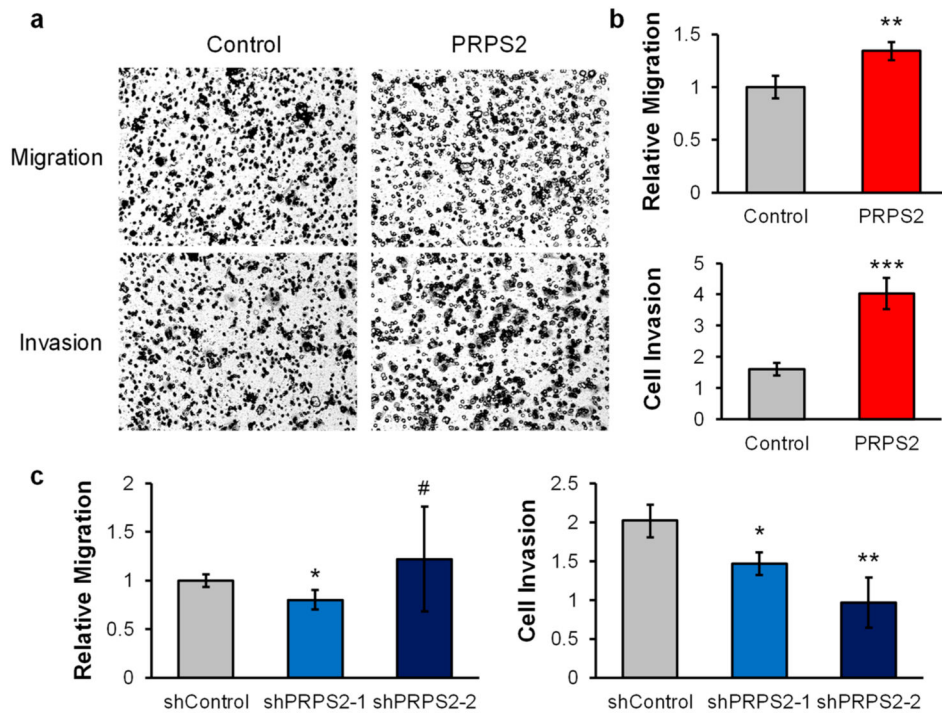 a
Control PRPS2
Migration
Invasion
b
**
1.5
1
0.5
0
Relative Migration
Control PRPS2
***
5
4
3
2
1
0
Cell Invasion
Control PRPS2
c
2
1.5
1
0.5
0
Relative Migration
*
#
shControl shPRPS2-1 shPRPS2-2
2.5
2
1.5
1
0.5
0
Cell Invasion
*
**
shControl shPRPS2-1 shPRPS2-2